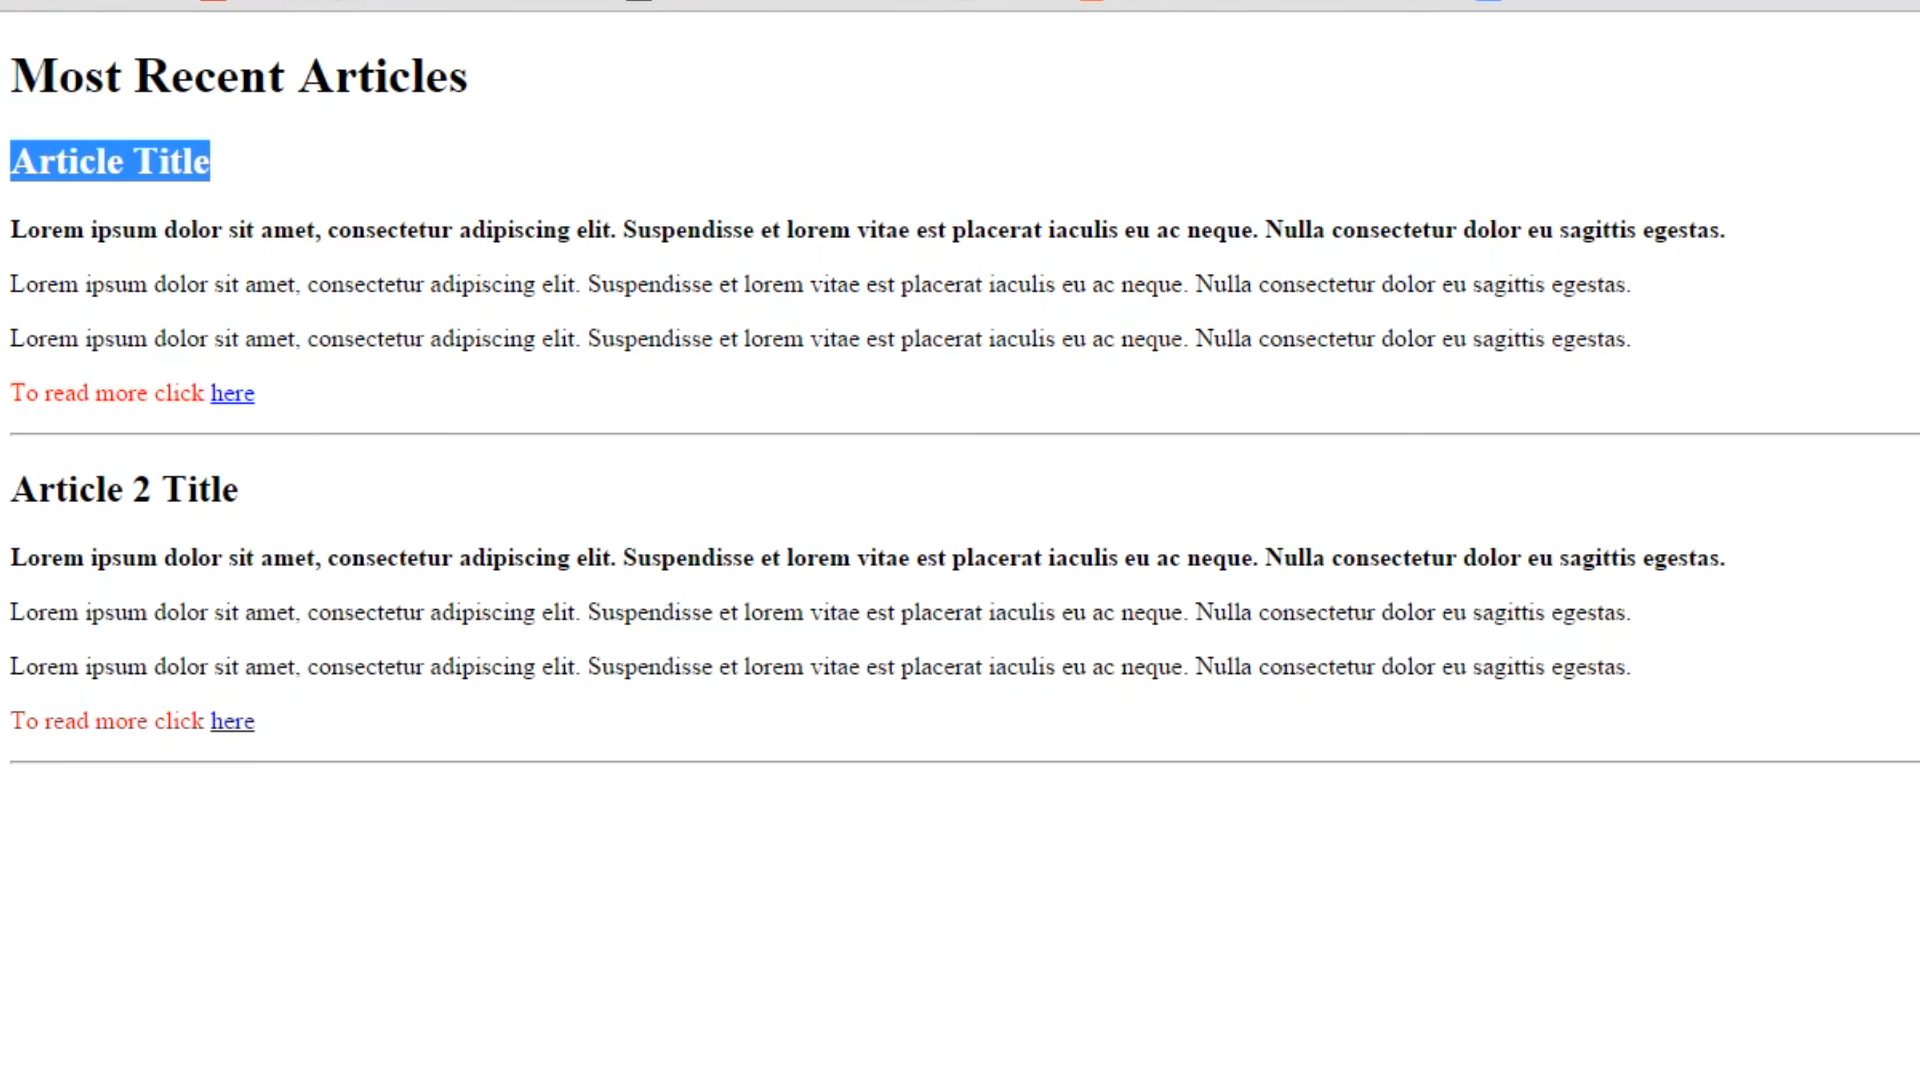 Most Recent Articles
Article Title
Lorem ipsum dolor sit amet, consectetur adipiscing elit. Suspendisse et lorem vitae est placerat iaculis eu ac neque. Nulla consectetur dolor eu sagittis egestas.
Lorem ipsum dolor sit amet, consectetur adipiscing elit. Suspendisse et lorem vitae est placerat iaculis eu ac neque. Nulla consectetur dolor eu sagittis egestas.
Lorem ipsum dolor sit amet, consectetur adipiscing elit. Suspendisse et lorem vitae est placerat iaculis eu ac neque. Nulla consectetur dolor eu sagittis egestas.
To read more click here
Article 2 Title
Lorem ipsum dolor sit amet, consectetur adipiscing elit. Suspendisse et lorem vitae est placerat iaculis eu ac neque. Nulla consectetur dolor eu sagittis egestas.
Lorem ipsum dolor sit amet, consectetur adipiscing elit. Suspendisse et lorem vitae est placerat iaculis eu ac neque. Nulla consectetur dolor eu sagittis egestas.
Lorem ipsum dolor sit amet, consectetur adipiscing elit. Suspendisse et lorem vitae est placerat iaculis eu ac neque. Nulla consectetur dolor eu sagittis egestas.
To read more click here